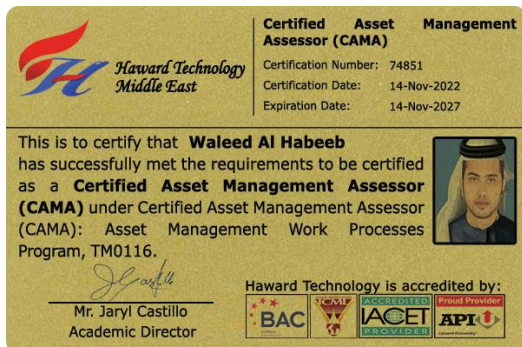 Haward Technology
Middle East
Certified Asset Management
Assessor (CAMA)
Certification Number: 74851
Certification Date: 14-Nov-2022
Expiration Date: 14-Nov-2027
This is to certify that Waleed Al Habeeb
has successfully met the requirements to be certified
as a Certified Asset Management Assessor
(CAMA) under Certified Asset Management Assessor
(CAMA): Asset Management Work Processes
Program, TM0116.
Mr. Jaryl Castillo
Academic Director
Haward Technology is accredited by:
BAC
TCMI
ACCREDITED
IACET
PROVIDER
Proud Provider
API U